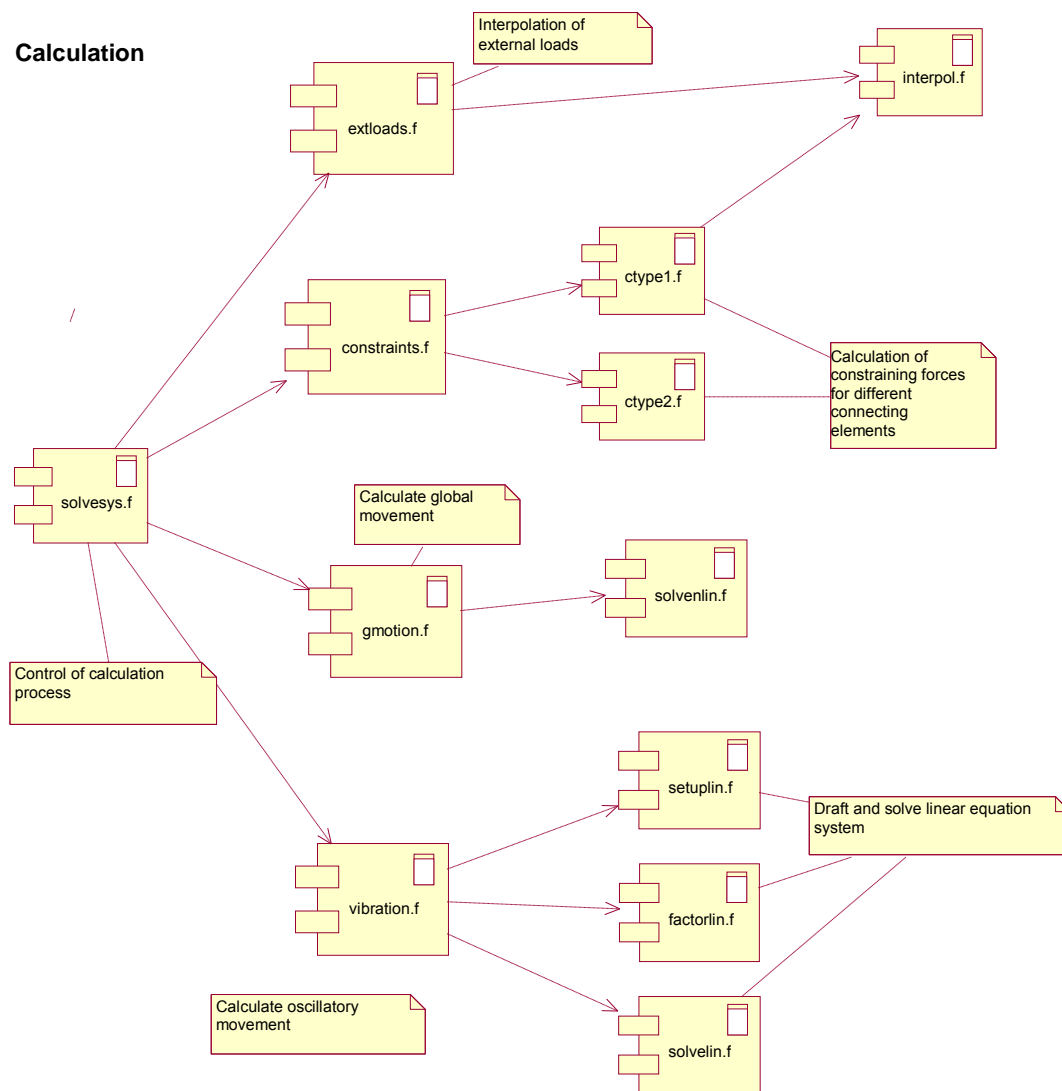 Calculation
Interpolation of
external loads
interpol.f
extloads.f
ctype1.f
constraints.f
Calculation of
constraining forces
for different
connecting
elements
ctype2.f
solvesys.f
Calculate global
movement
solvenlin.f
gmotion.f
Control of calculation
process
setuplin.f
Draft and solve linear equation
system
vibration.f
factorlin.f
Calculate oscillatory
movement
solvelin.f